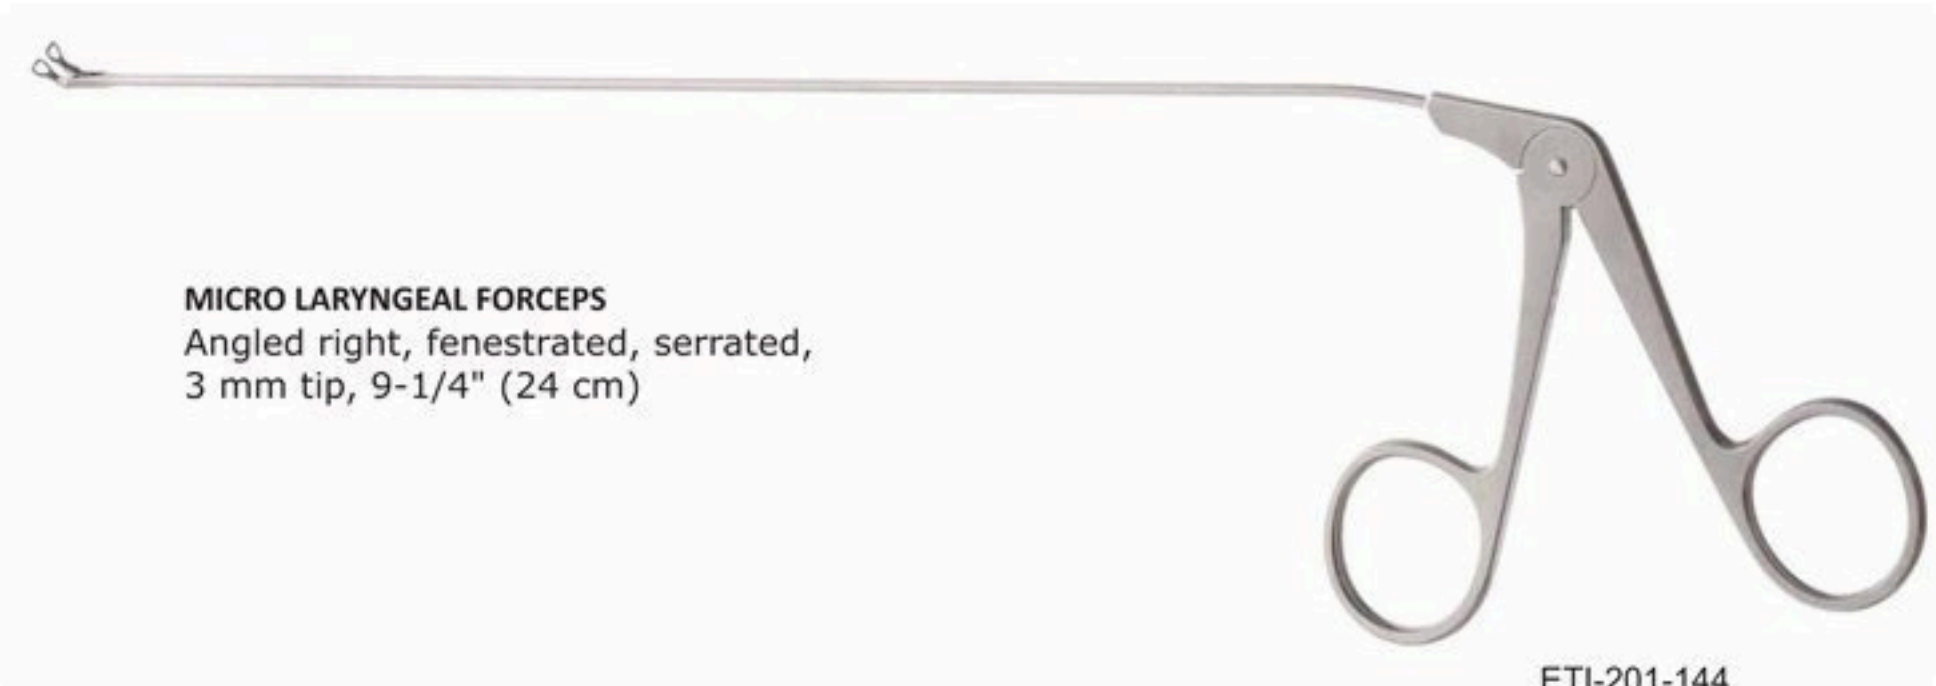 MICRO LARYNGEAL FORCEPS
Angled right, fenestrated, serrated,
3 mm tip, 9-1/4" (24 cm)
ETI-201-144